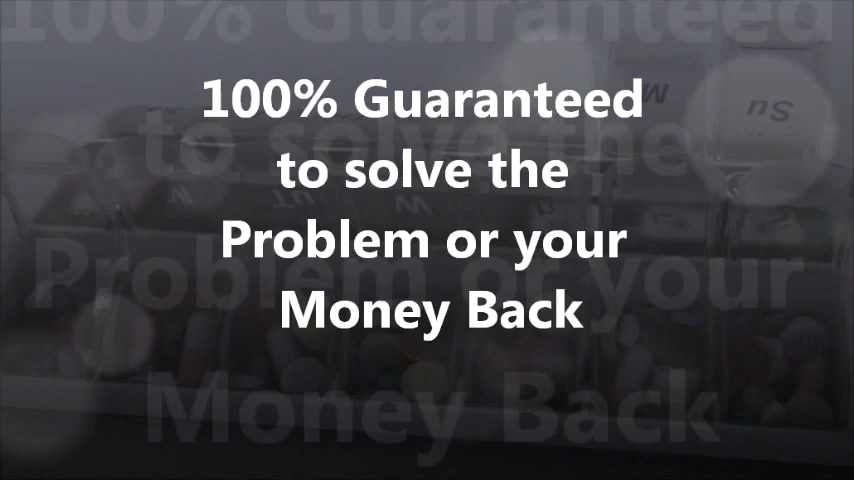 100% Guaranteed
to solve the
Problem or your
Money Back